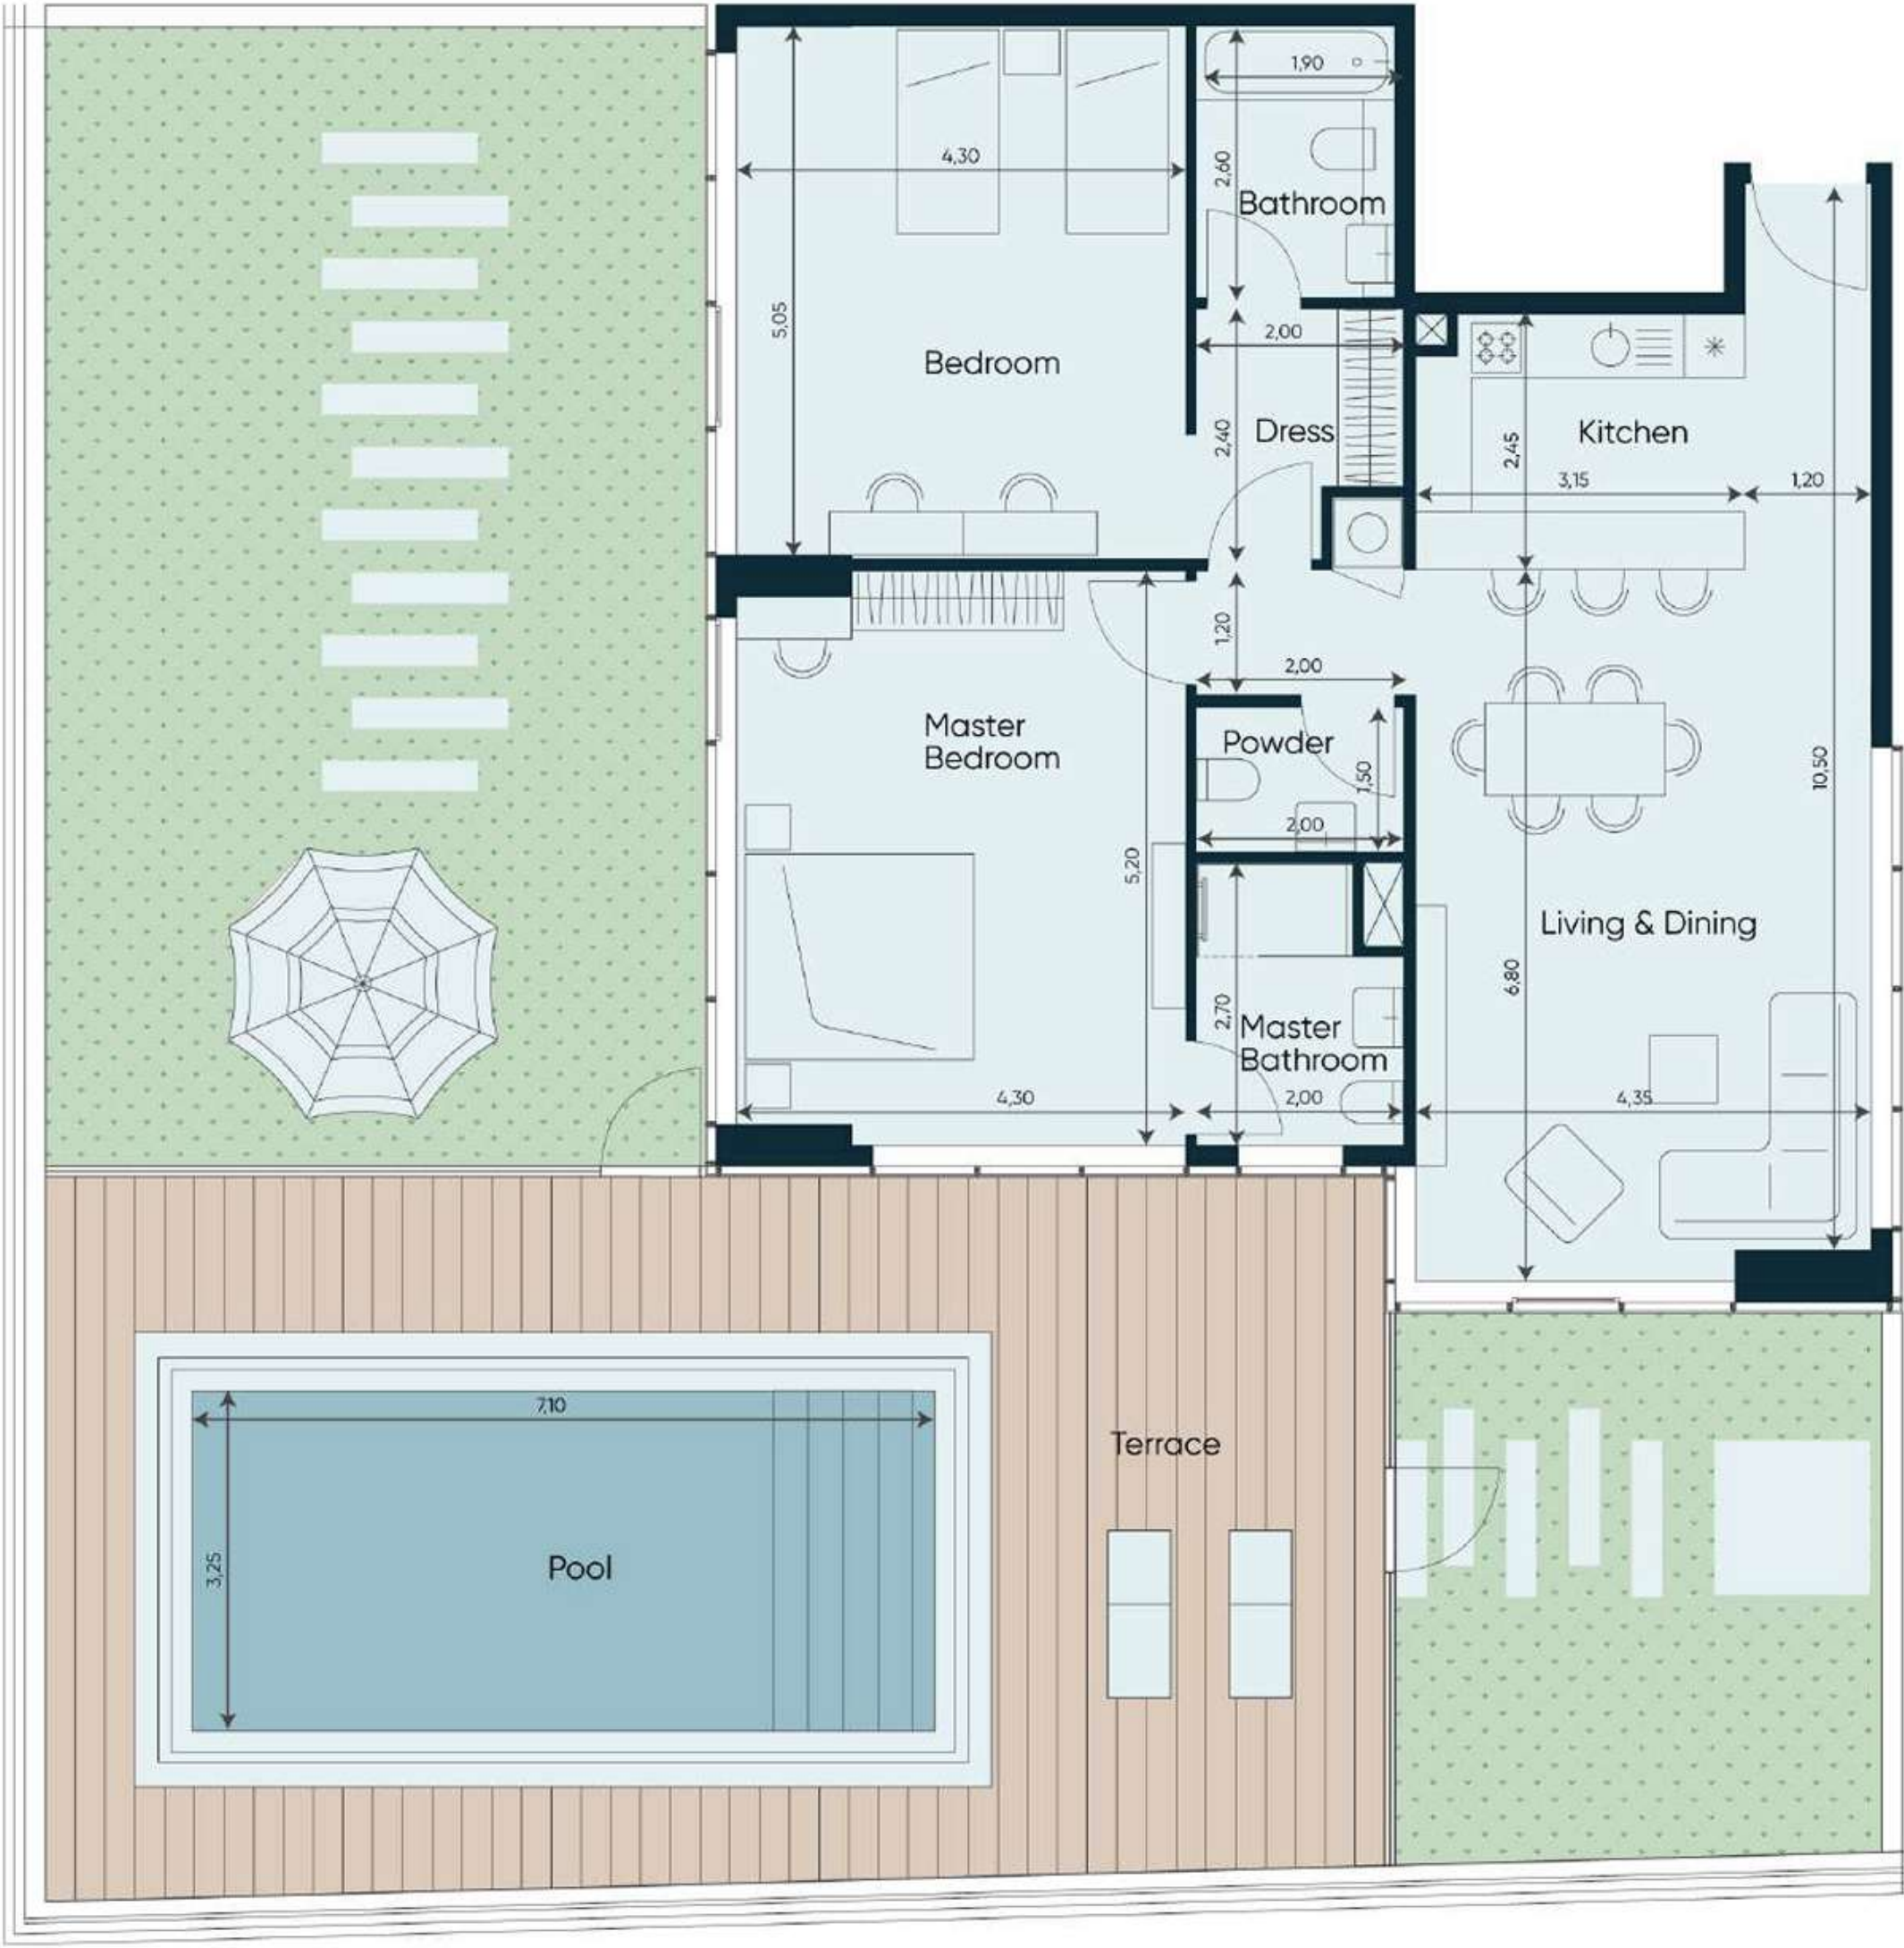 1,90
4,30
2,60
Bathroom
5,05
2,00
Bedroom
2,40
Dress
2,45
Kitchen
3,15
1,20
1,20
2,00
Master
Bedroom
Powder
1,50
2,00
10,50
5,20
Living & Dining
6,80
2,70
Master
Bathroom
4,30
2,00
4,35
7,10
Terrace
3,25
Pool